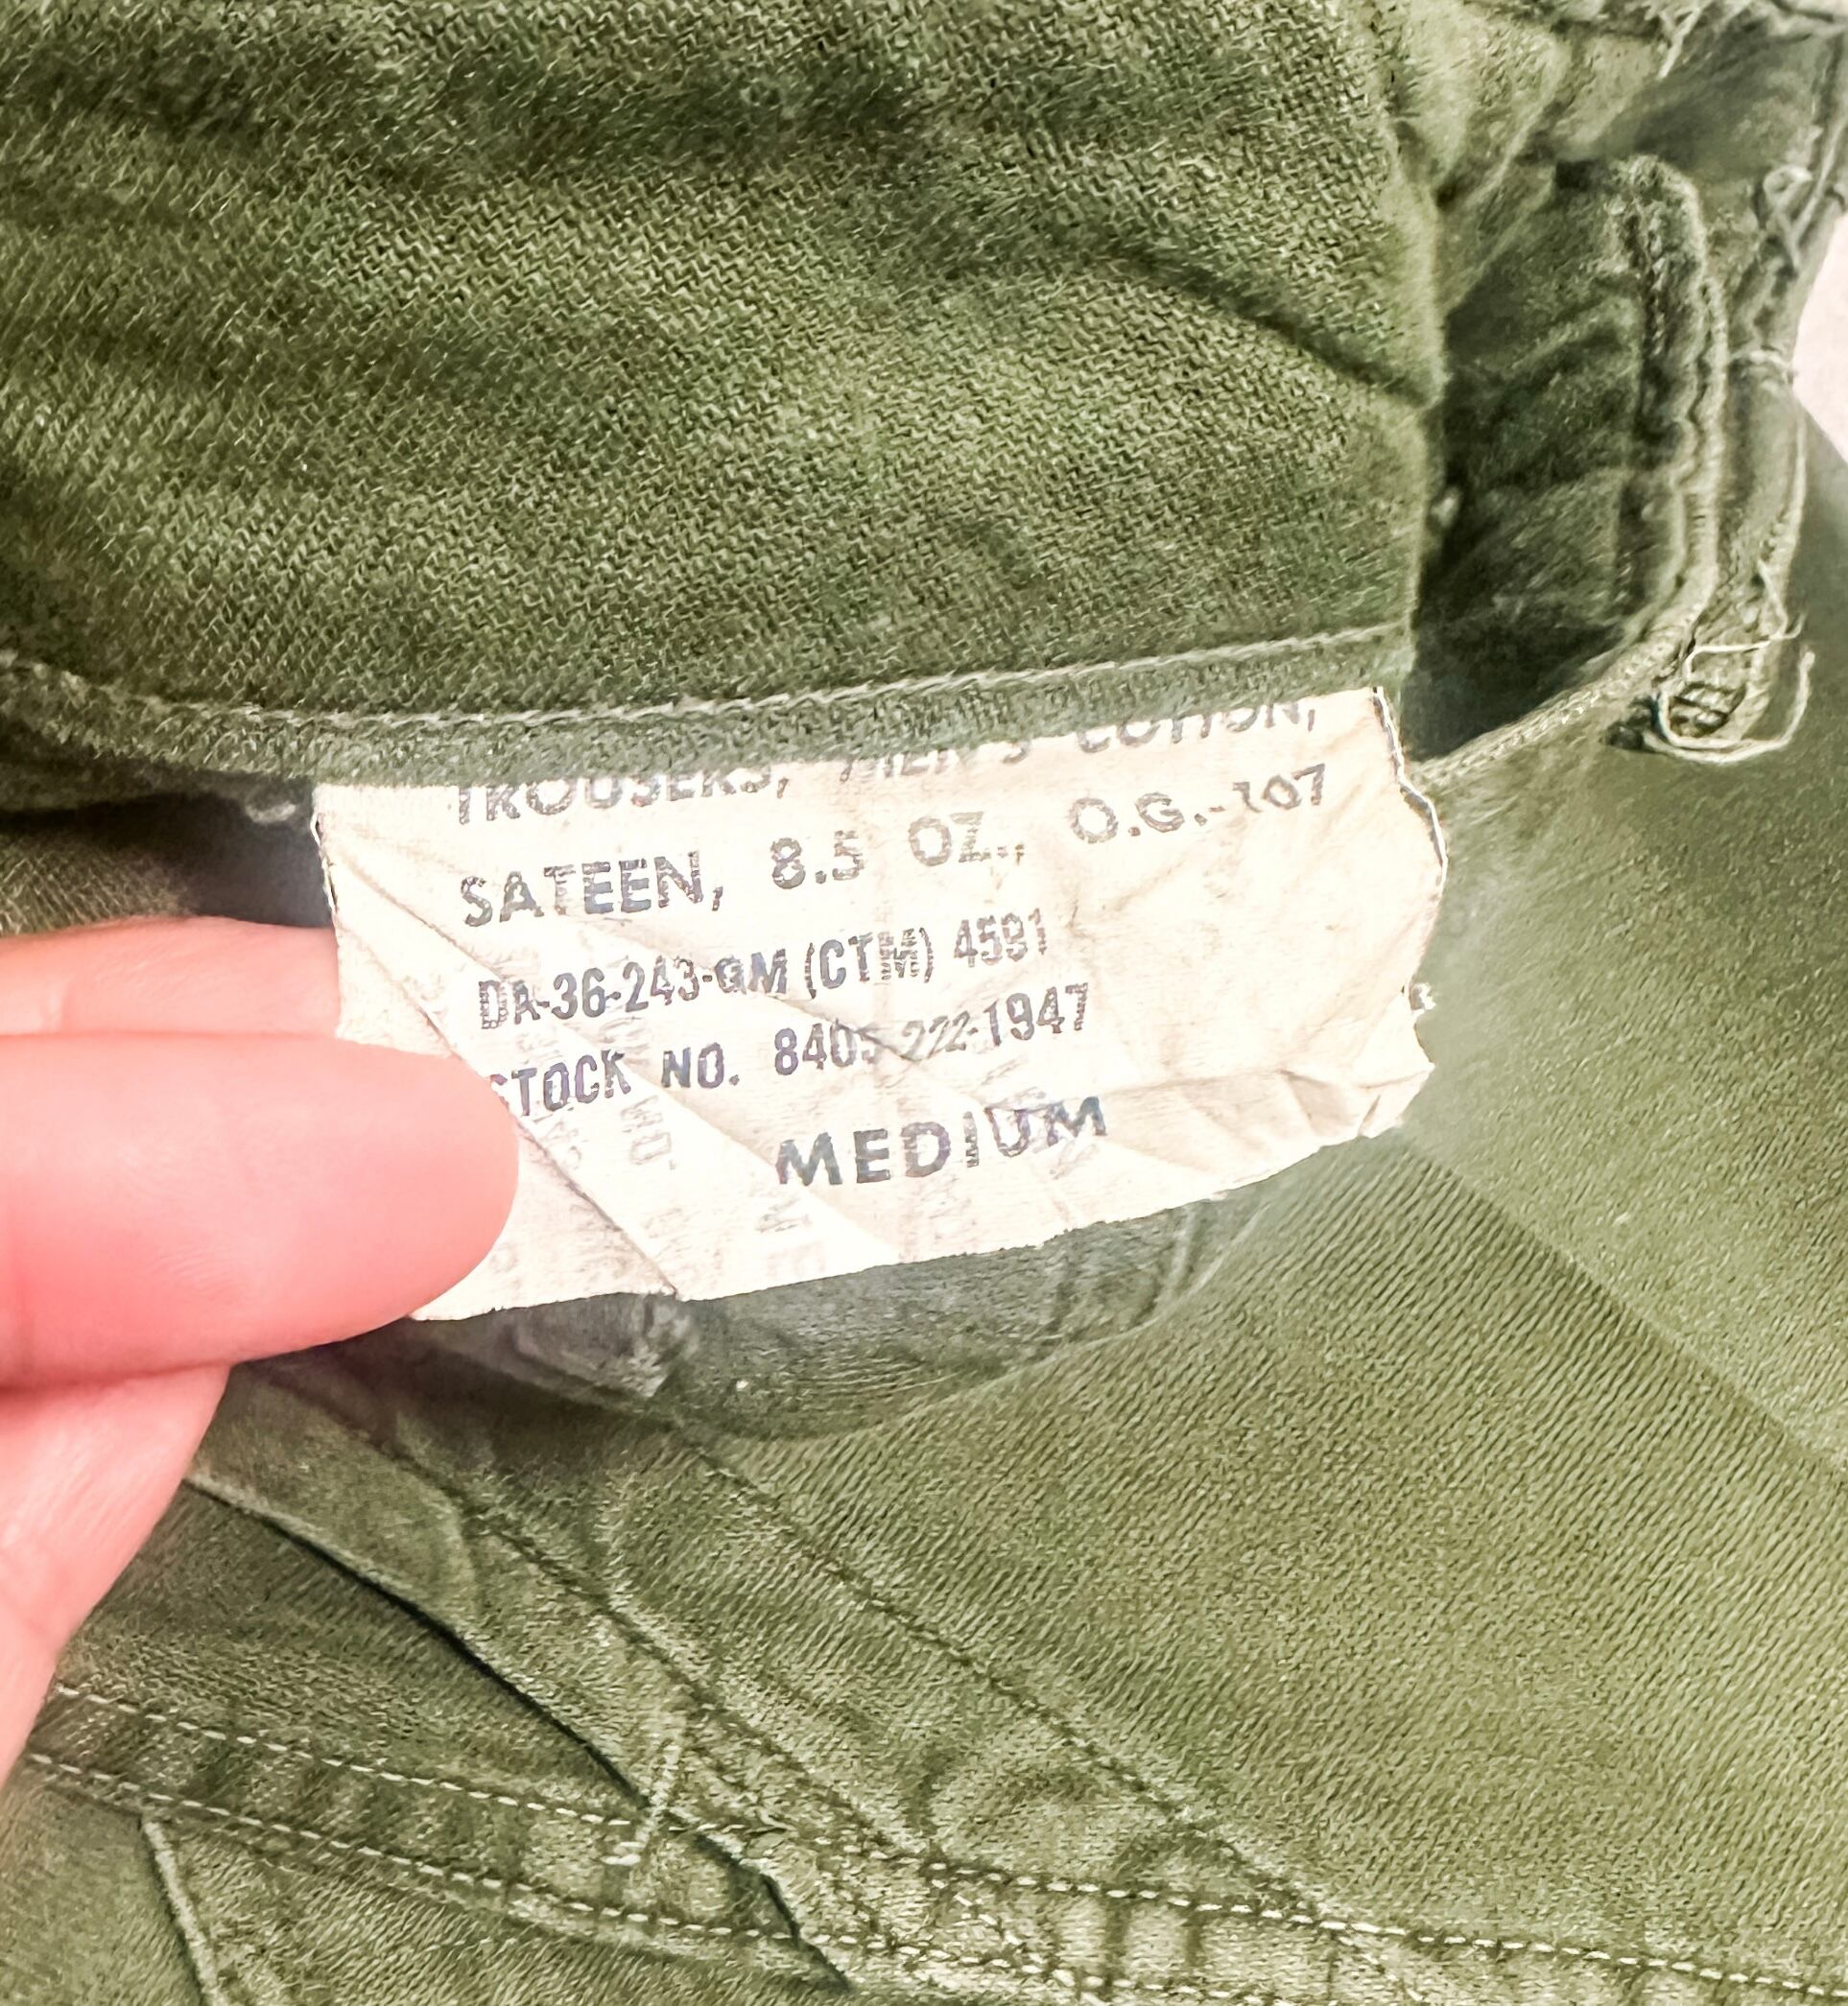 TROUSERS, MEN'S COTTON,
SATEEN, 8.5 OZ., O.G.-107
DA-36-243-QM (CTM) 4591
STOCK NO. 8405-222-1947
MEDIUM